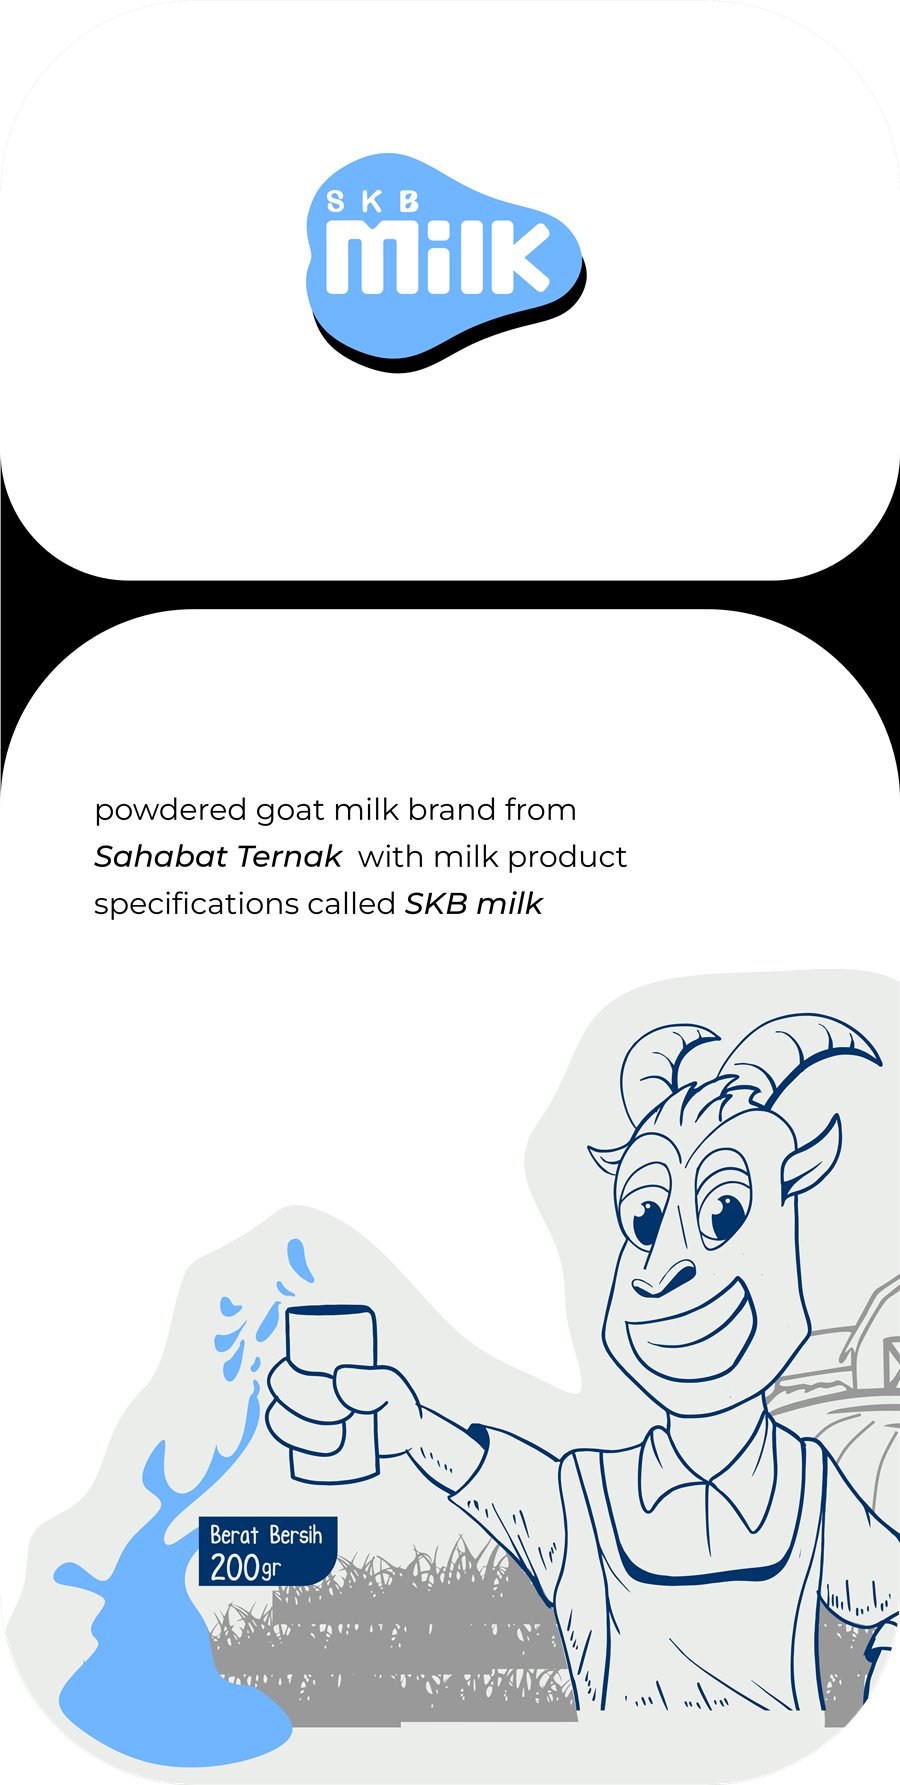 SKB
milk
powdered goat milk brand from
Sahabat Ternak with milk product
specifications called SKB milk
Berat Bersih
200gr